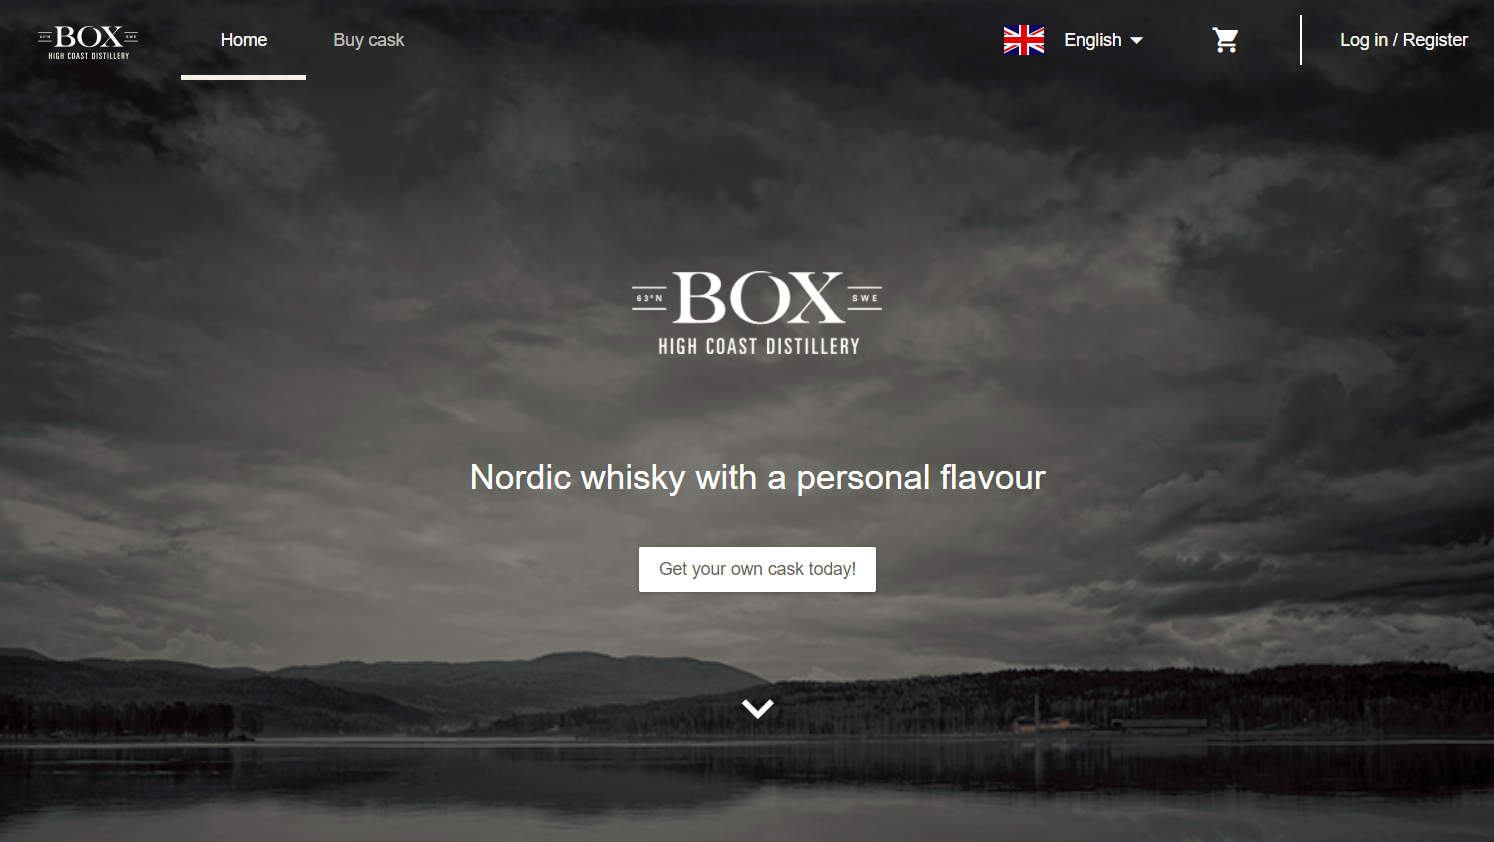 BOX
HIGH COAST DISTILLERY
Home
Buy cask
English
Log in / Register
63°N BOX SWE
HIGH COAST DISTILLERY
Nordic whisky with a personal flavour
Get your own cask today!